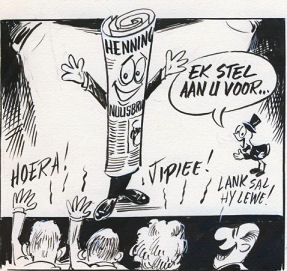 HENNING
NUUSBRIEF
EK STEL
AAN U VOOR...
HOERA!
JIPIEE!
LANK SAL
HY LEWE!